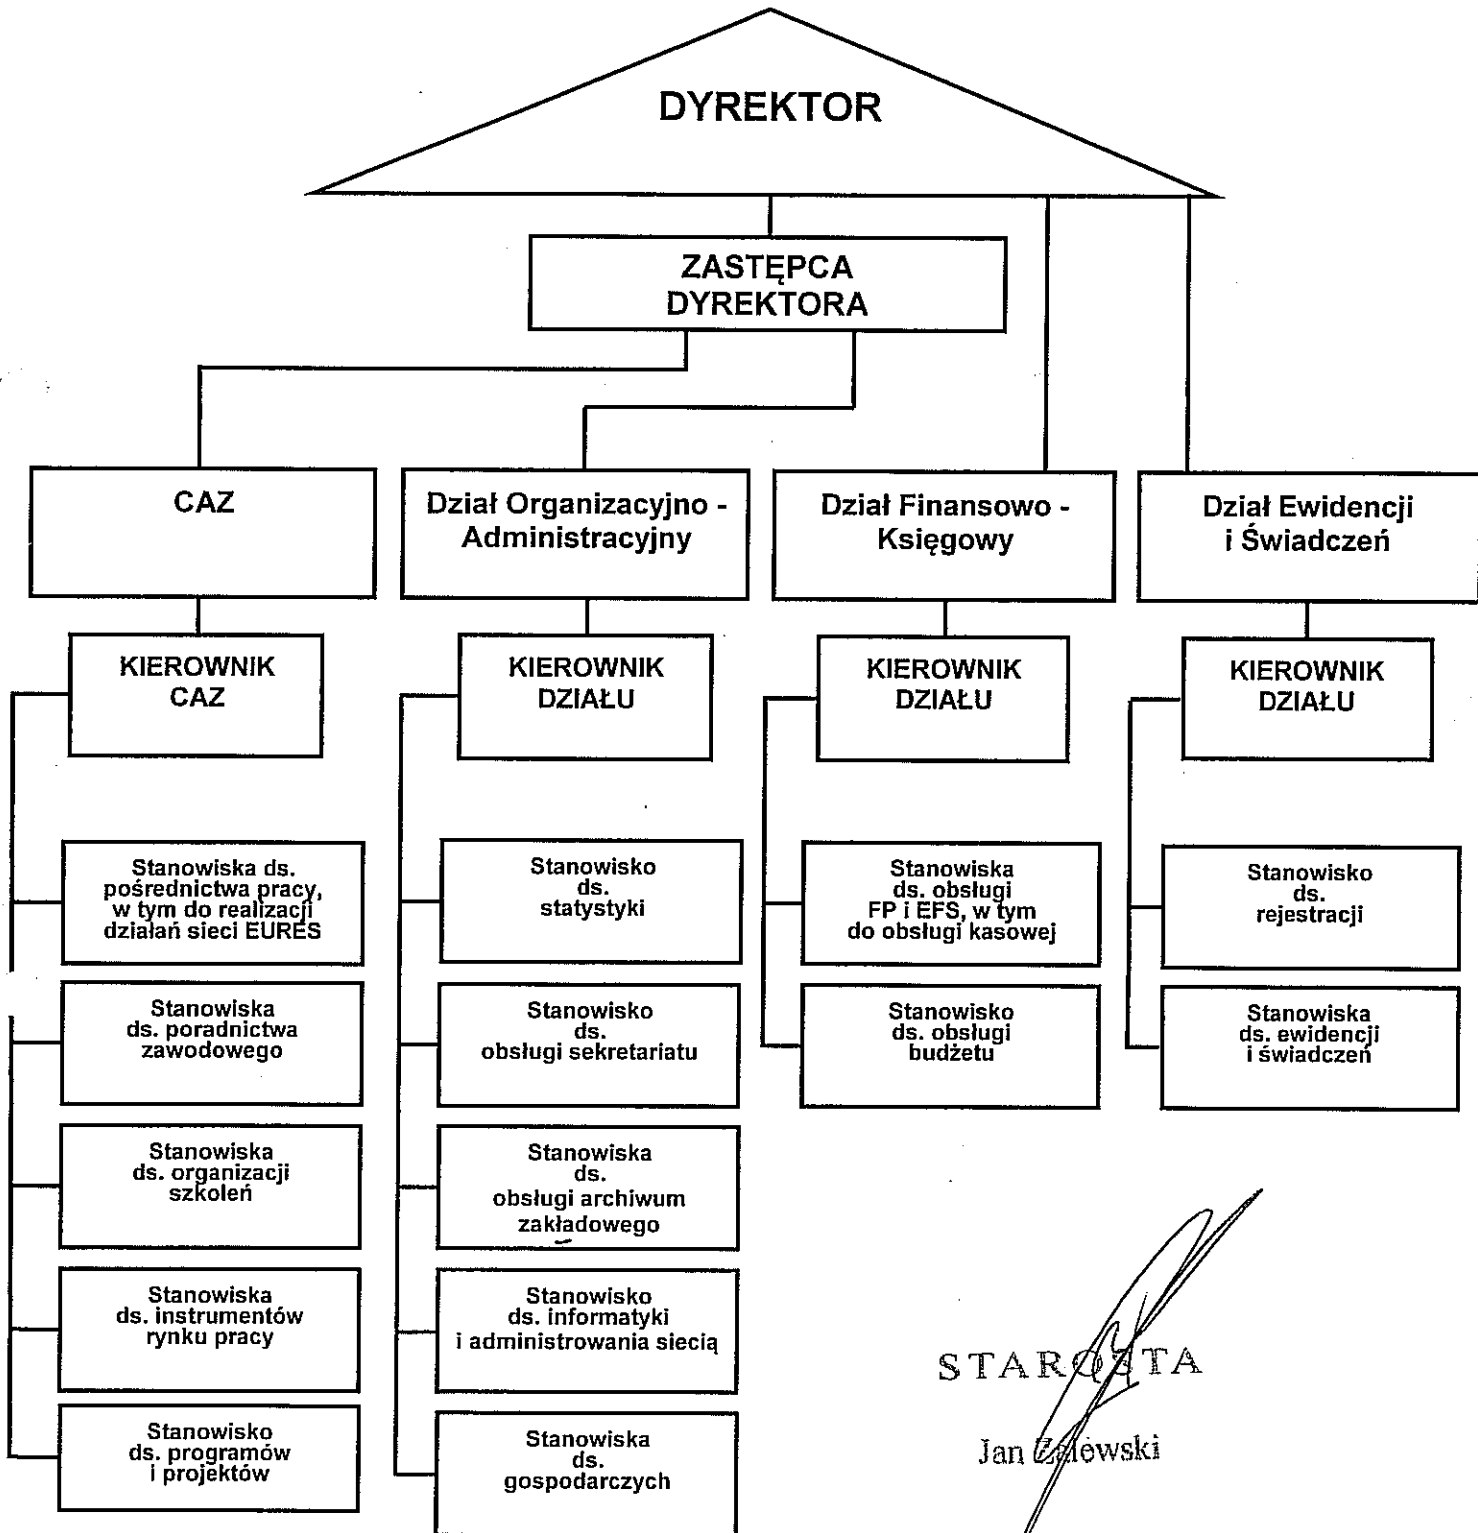 DYREKTOR
ZASTĘPCA
DYREKTORA
CAZ
Dział Organizacyjno -
Administracyjny
Dział Finansowo -
Księgowy
Dział Ewidencji
i Świadczeń
KIEROWNIK
CAZ
KIEROWNIK
DZIAŁU
KIEROWNIK
DZIAŁU
KIEROWNIK
DZIAŁU
Stanowiska ds.
pośrednictwa pracy,
w tym do realizacji
działań sieci EURES
Stanowisko
ds.
statystyki
Stanowiska
ds. obsługi
FP i EFS, w tym
do obsługi kasowej
Stanowisko
ds.
rejestracji
Stanowiska
ds. poradnictwa
zawodowego
Stanowisko
ds.
obsługi sekretariatu
Stanowisko
ds. obsługi
budżetu
Stanowiska
ds. ewidencji
i świadczeń
Stanowiska
ds. organizacji
szkoleń
Stanowiska
ds.
obsługi archiwum
zakładowego
Stanowiska
ds. instrumentów
rynku pracy
Stanowisko
ds. informatyki
i administrowania siecią
Stanowisko
ds. programów
i projektów
Stanowiska
ds.
gospodarczych
STAROSTA
Jan Zalewski